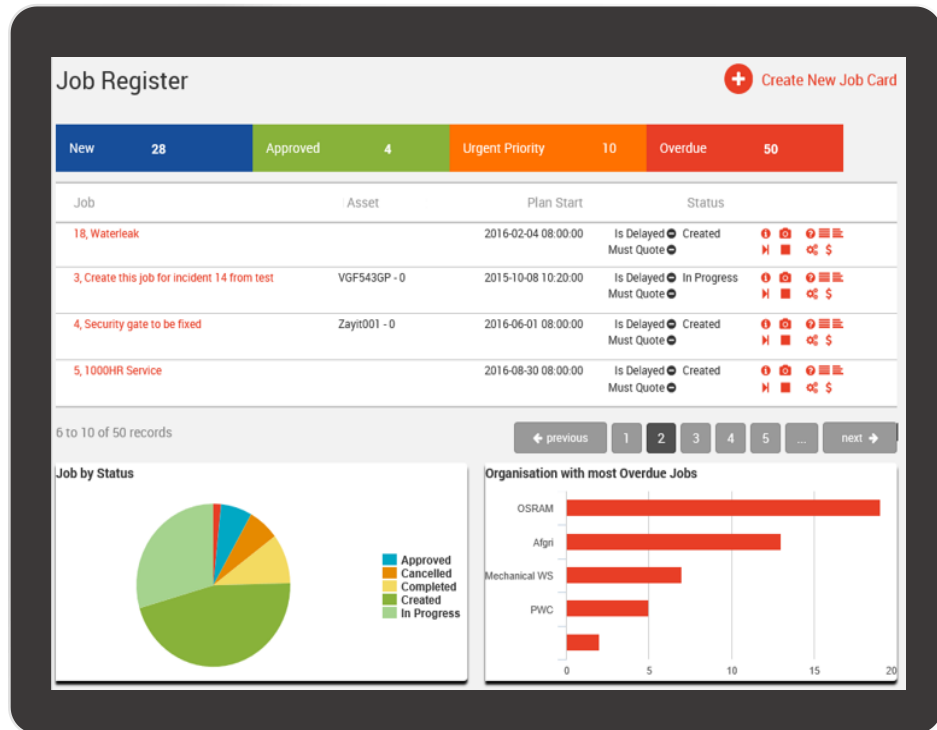 Job Register
Create New Job Card
New 28 Approved 4 Urgent Priority 10 Overdue 50
Job Asset Plan Start Status
18, Waterleak 2016-02-04 08:00:00 Is Delayed Created
Must Quote
3, Create this job for incident 14 from test VGF543GP - 0 2015-10-08 10:20:00 Is Delayed In Progress
Must Quote
4, Security gate to be fixed Zayit001 - 0 2016-06-01 08:00:00 Is Delayed Created
Must Quote
5, 1000HR Service 2016-08-30 08:00:00 Is Delayed Created
Must Quote
6 to 10 of 50 records
previous 1 2 3 4 5 ... next
Job by Status
Approved
Cancelled
Completed
Created
In Progress
Organisation with most Overdue Jobs
OSRAM
Afgri
Mechanical WS
PWC
0 5 10 15 20